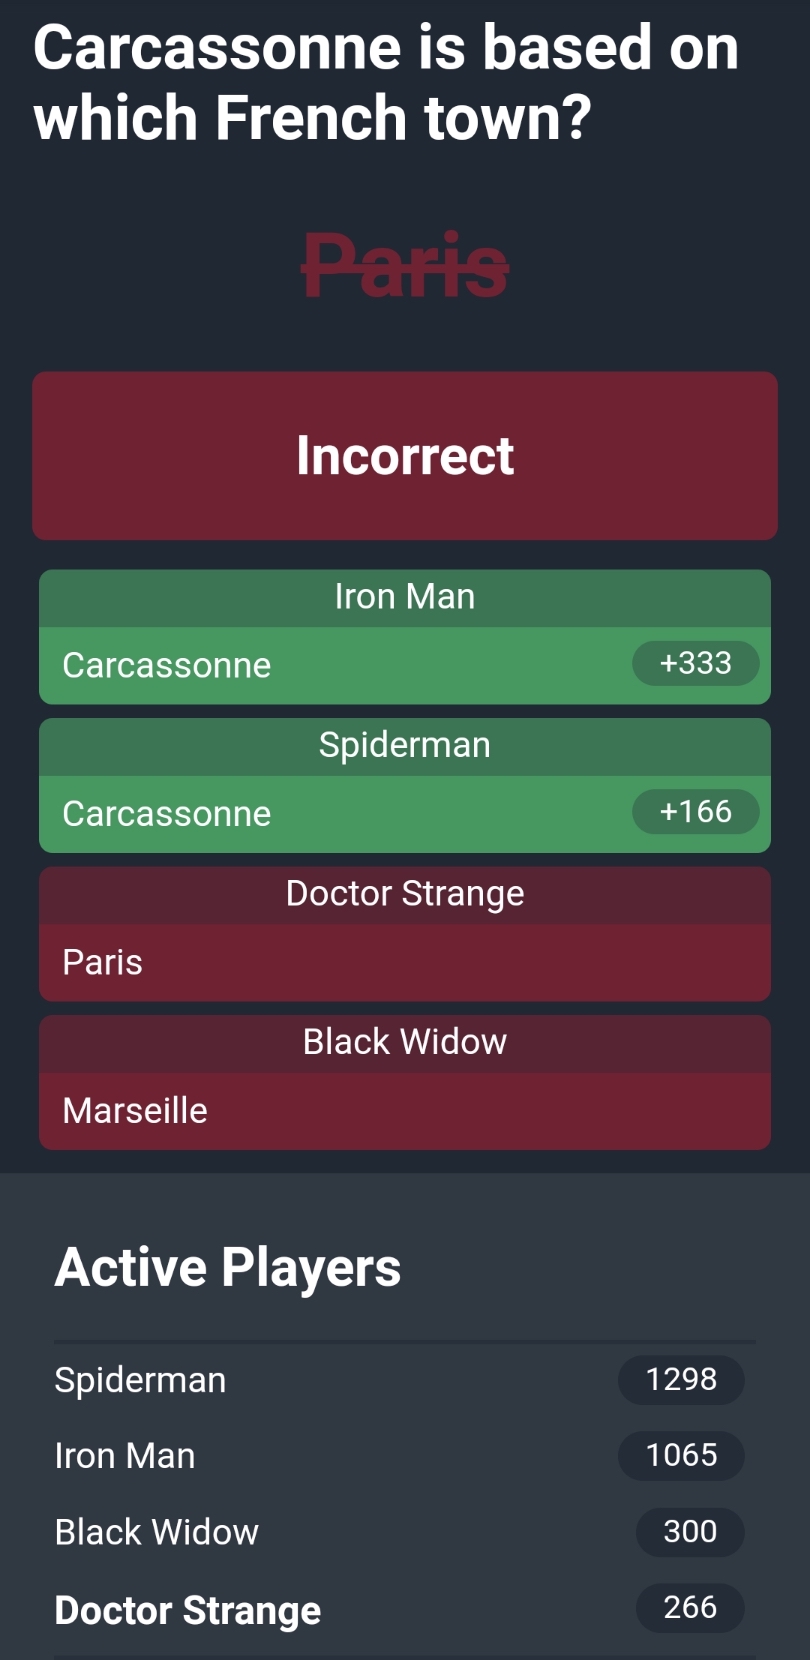 Carcassonne is based on
which French town?
Paris
Incorrect
Iron Man
Carcassonne +333
Spiderman
Carcassonne +166
Doctor Strange
Paris
Black Widow
Marseille
Active Players
Spiderman 1298
Iron Man 1065
Black Widow 300
Doctor Strange 266